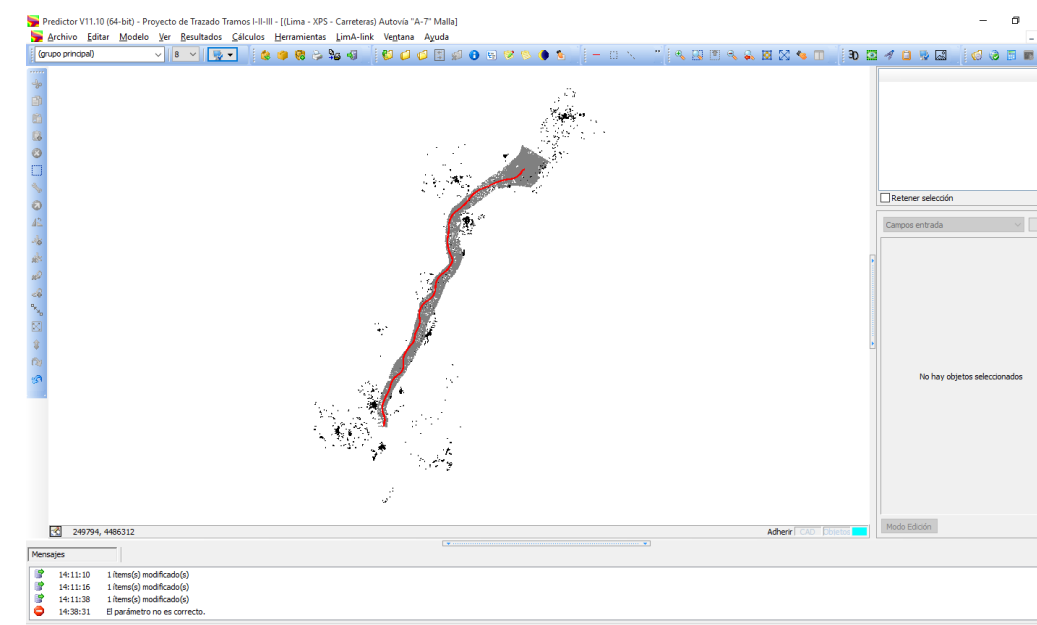 Predictor V11.10 (64-bit) - Proyecto de Trazado Tramos I-II-III - [(Lima - XPS - Carreteras) Autovía "A-7" Malla]
Archivo Editar Modelo Ver Resultados Cálculos Herramientas LimA-link Ventana Ayuda
(grupo principal) 8 3D
Retener selección
Campos entrada
No hay objetos seleccionados
249794, 4486312 Adherir CAD Objetos Modo Edición
Mensajes
14:11:10 1 ítems(s) modificado(s)
14:11:16 1 ítems(s) modificado(s)
14:11:38 1 ítems(s) modificado(s)
14:38:31 El parámetro no es correcto.